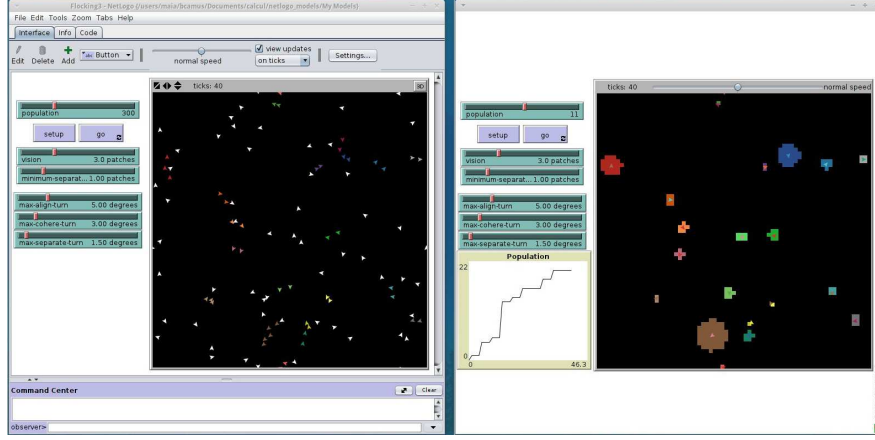 Flocking3 - NetLogo {/users/maia/bcamus/Documents/calcul/netlogo_models/My Models}
File Edit Tools Zoom Tabs Help
Interface Info Code
Edit Delete Add
Button
normal speed
view updates
on ticks
Settings...
ticks: 40
3D
population 300
setup go
vision 3.0 patches
minimum-separat... 1.00 patches
max-align-turn 5.00 degrees
max-cohere-turn 3.00 degrees
max-separate-turn 1.50 degrees
Command Center
Clear
observer>
ticks: 40 normal speed
population 11
setup go
vision 3.0 patches
minimum-separat... 1.00 patches
max-align-turn 5.00 degrees
max-cohere-turn 3.00 degrees
max-separate-turn 1.50 degrees
Population
22
0
0 46.3